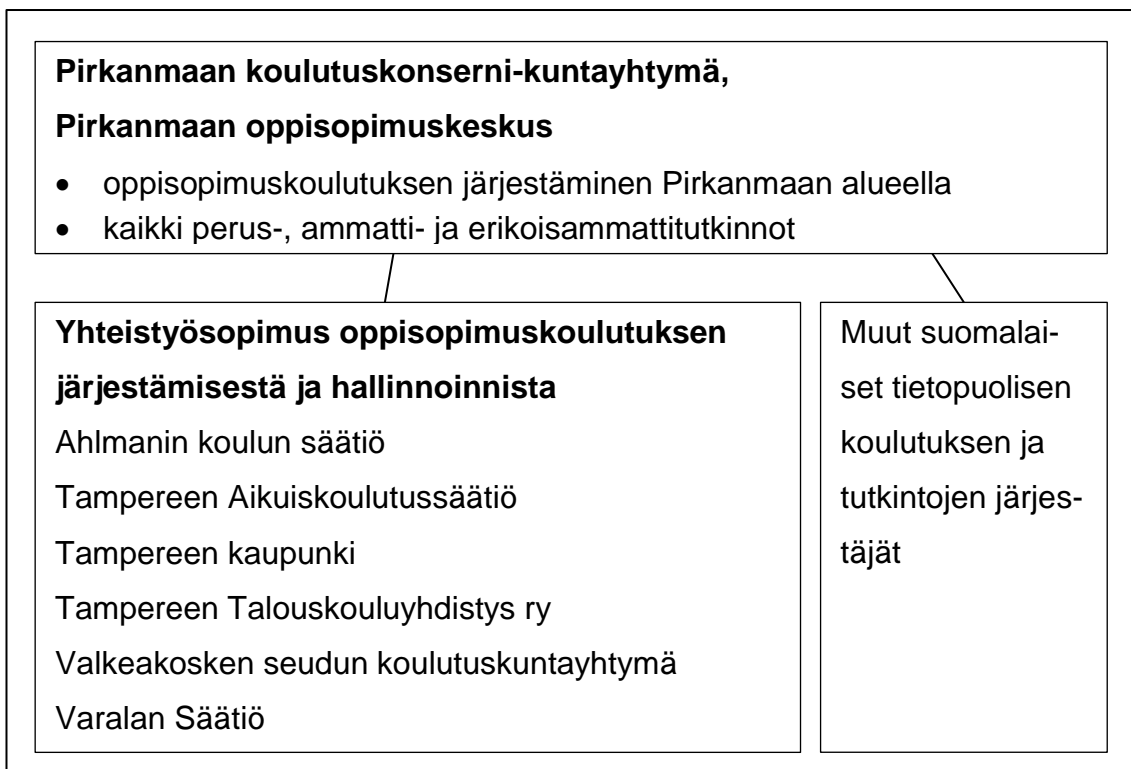 Pirkanmaan koulutuskonserni-kuntayhtymä,
Pirkanmaan oppisopimuskeskus
• oppisopimuskoulutuksen järjestäminen Pirkanmaan alueella
• kaikki perus-, ammatti- ja erikoisammattitutkinnot
Yhteistyösopimus oppisopimuskoulutuksen
järjestämisestä ja hallinnoinnista
Ahlmanin koulun säätiö
Tampereen Aikuiskoulutussäätiö
Tampereen kaupunki
Tampereen Talouskouluyhdistys ry
Valkeakosken seudun koulutuskuntayhtymä
Varalan Säätiö
Muut suomalai-
set tietopuolisen
koulutuksen ja
tutkintojen järjes-
täjät